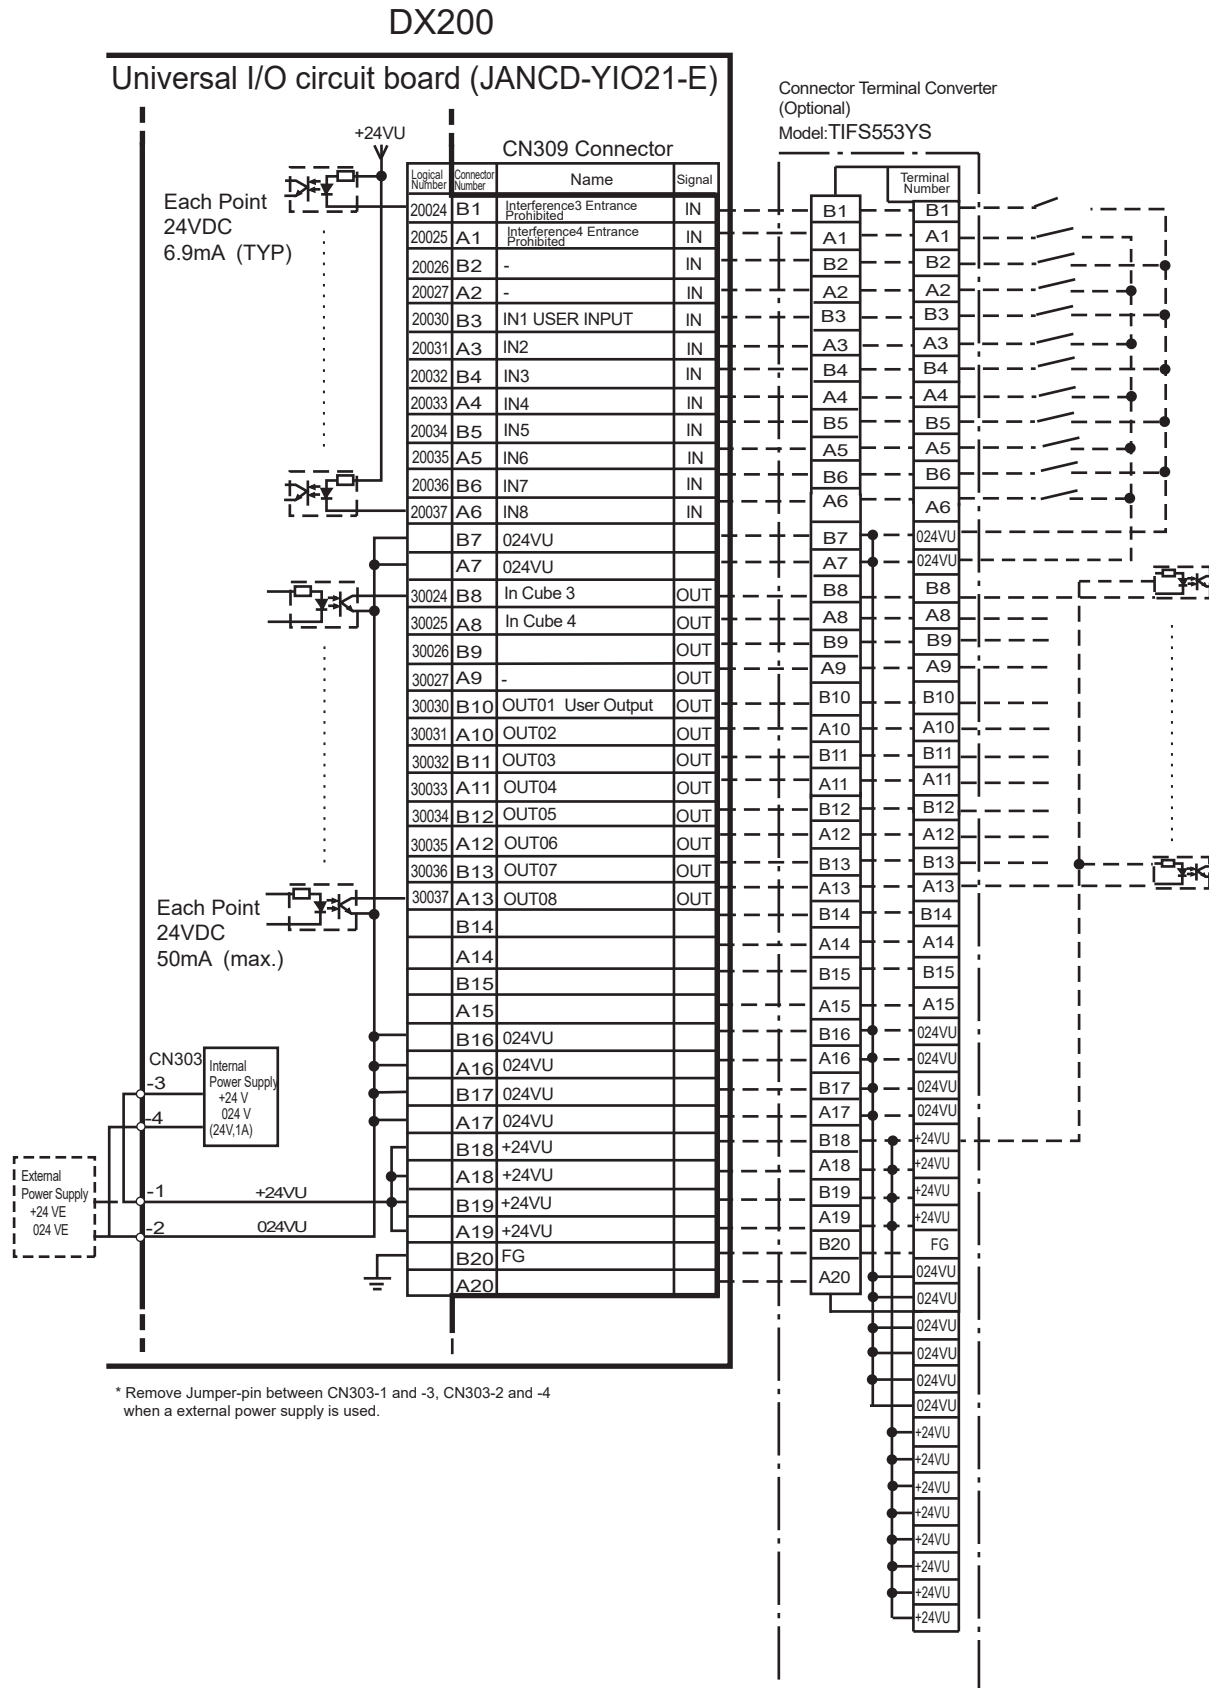 DX200
Universal I/O circuit board (JANCD-YIO21-E)
Connector Terminal Converter
(Optional)
Model:TIFS553YS
+24VU
CN309 Connector
Logical Number Connector Number Name Signal
Terminal Number
Each Point
24VDC
6.9mA (TYP)
20024 B1 Interference3 Entrance Prohibited IN B1 B1
20025 A1 Interference4 Entrance Prohibited IN A1 A1
20026 B2 - IN B2 B2
20027 A2 - IN A2 A2
20030 B3 IN1 USER INPUT IN B3 B3
20031 A3 IN2 IN A3 A3
20032 B4 IN3 IN B4 B4
20033 A4 IN4 IN A4 A4
20034 B5 IN5 IN B5 B5
20035 A5 IN6 IN A5 A5
20036 B6 IN7 IN B6 B6
20037 A6 IN8 IN A6 A6
B7 024VU B7 024VU
A7 024VU A7 024VU
30024 B8 In Cube 3 OUT B8 B8
30025 A8 In Cube 4 OUT A8 A8
30026 B9 OUT B9 B9
30027 A9 - OUT A9 A9
30030 B10 OUT01 User Output OUT B10 B10
30031 A10 OUT02 OUT A10 A10
30032 B11 OUT03 OUT B11 B11
30033 A11 OUT04 OUT A11 A11
30034 B12 OUT05 OUT B12 B12
30035 A12 OUT06 OUT A12 A12
30036 B13 OUT07 OUT B13 B13
30037 A13 OUT08 OUT A13 A13
Each Point
24VDC
50mA (max.)
B14 B14 B14
A14 A14 A14
B15 B15 B15
A15 A15 A15
B16 024VU B16 024VU
A16 024VU A16 024VU
B17 024VU B17 024VU
A17 024VU A17 024VU
B18 +24VU B18 +24VU
A18 +24VU A18 +24VU
B19 +24VU B19 +24VU
A19 +24VU A19 +24VU
B20 FG B20 FG
A20 A20 024VU
024VU
024VU
024VU
024VU
024VU
+24VU
+24VU
+24VU
+24VU
+24VU
+24VU
+24VU
+24VU
CN303
-3
-4
Internal
Power Supply
+24 V
024 V
(24V,1A)
External
Power Supply
+24 VE
024 VE
-1 +24VU
-2 024VU
* Remove Jumper-pin between CN303-1 and -3, CN303-2 and -4
when a external power supply is used.